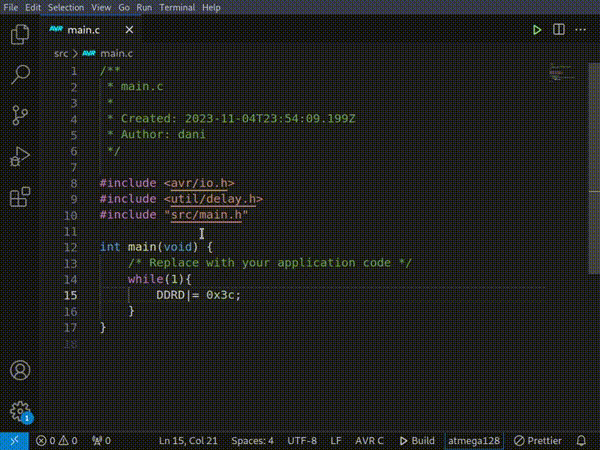 File Edit Selection View Go Run Terminal Help
AVR main.c
src > AVR main.c
1 /**
2  * main.c
3  *
4  * Created: 2023-11-04T23:54:09.199Z
5  * Author: dani
6  */
7
8 #include <avr/io.h>
9 #include <util/delay.h>
10 #include "src/main.h"
11
12 int main(void) {
13     /* Replace with your application code */
14     while(1){
15         DDRD|= 0x3c;
16     }
17 }
18
1
0 0 0 Ln 15, Col 21 Spaces: 4 UTF-8 LF AVR C Build atmega128 Prettier